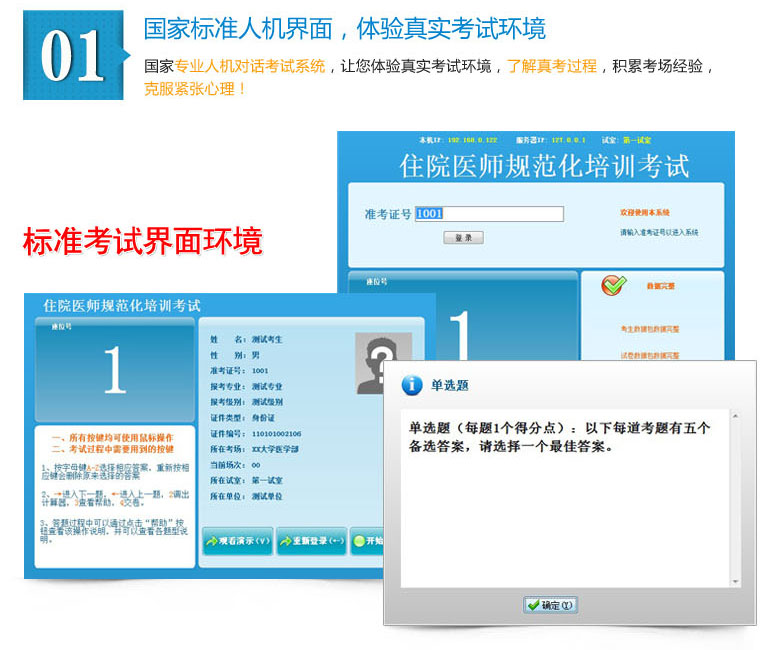 01
国家标准人机界面，体验真实考试环境
国家专业人机对话考试系统，让您体验真实考试环境，了解真考过程，积累考场经验，
克服紧张心理！
标准考试界面环境
本机IP: 192.168.0.122 服务器IP: 127.0.0.1 试室: 第一试室
住院医师规范化培训考试
准考证号 1001
登录
欢迎使用本系统
请输入准考证号以进入系统
座位号
1
数据完整
考生数据包数据完整
试卷数据包数据完整
住院医师规范化培训考试
座位号
1
一、所有按键均可使用鼠标操作
二、考试过程中需要用到的按键
1、按字母键A-Z选择相应答案，重新按相
应键会删除原来选择的答案
2、→进入下一题，←进入上一题，2调出
计算器，3查看帮助，4交卷。
3、答题过程中可以通过点击“帮助”按
钮查看该操作说明，并可以查看各题型说
明。
姓 名: 测试考生
性 别: 男
准考证号: 1001
报考专业: 测试专业
报考级别: 测试级别
证件类型: 身份证
证件编号: 110101002106
所在考场: XX大学医学部
当前场次: 00
所在试室: 第一试室
所在单位: 测试单位
观看演示(V)
重新登录(←)
开始
单选题
单选题（每题1个得分点）: 以下每道考题有五个
备选答案，请选择一个最佳答案。
确定(Y)